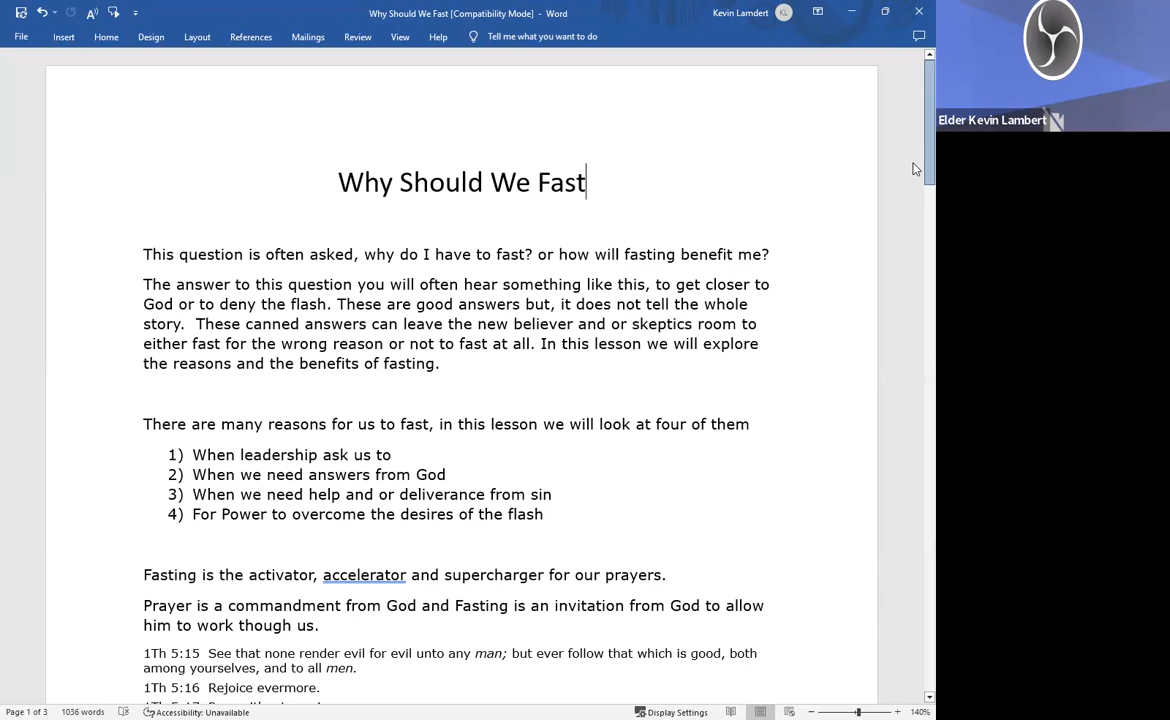 Why Should We Fast [Compatibility Mode] - Word
Kevin Lamdert
KL
File Insert Home Design Layout References Mailings Review View Help Tell me what you want to do
Elder Kevin Lambert
Why Should We Fast
This question is often asked, why do I have to fast? or how will fasting benefit me?
The answer to this question you will often hear something like this, to get closer to
God or to deny the flash. These are good answers but, it does not tell the whole
story. These canned answers can leave the new believer and or skeptics room to
either fast for the wrong reason or not to fast at all. In this lesson we will explore
the reasons and the benefits of fasting.
There are many reasons for us to fast, in this lesson we will look at four of them
1) When leadership ask us to
2) When we need answers from God
3) When we need help and or deliverance from sin
4) For Power to overcome the desires of the flash
Fasting is the activator, accelerator and supercharger for our prayers.
Prayer is a commandment from God and Fasting is an invitation from God to allow
him to work though us.
1Th 5:15 See that none render evil for evil unto any man; but ever follow that which is good, both
among yourselves, and to all men.
1Th 5:16 Rejoice evermore.
Page 1 of 3 1036 words Accessibility: Unavailable Display Settings 140%